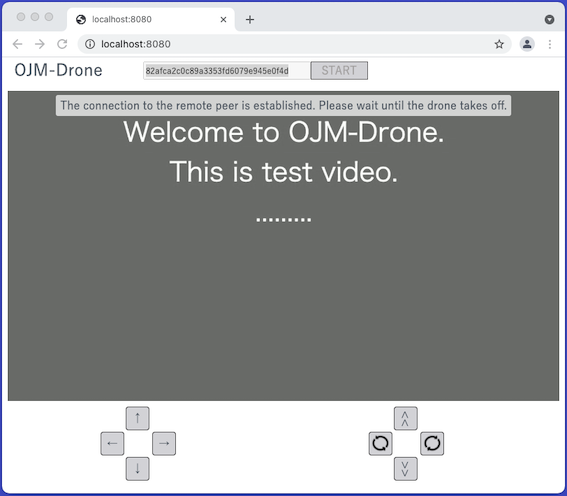 localhost:8080
localhost:8080
OJM-Drone
82afca2c0c89a3353fd6079e945e0f4d
START
The connection to the remote peer is established. Please wait until the drone takes off.
Welcome to OJM-Drone.
This is test video.
.........